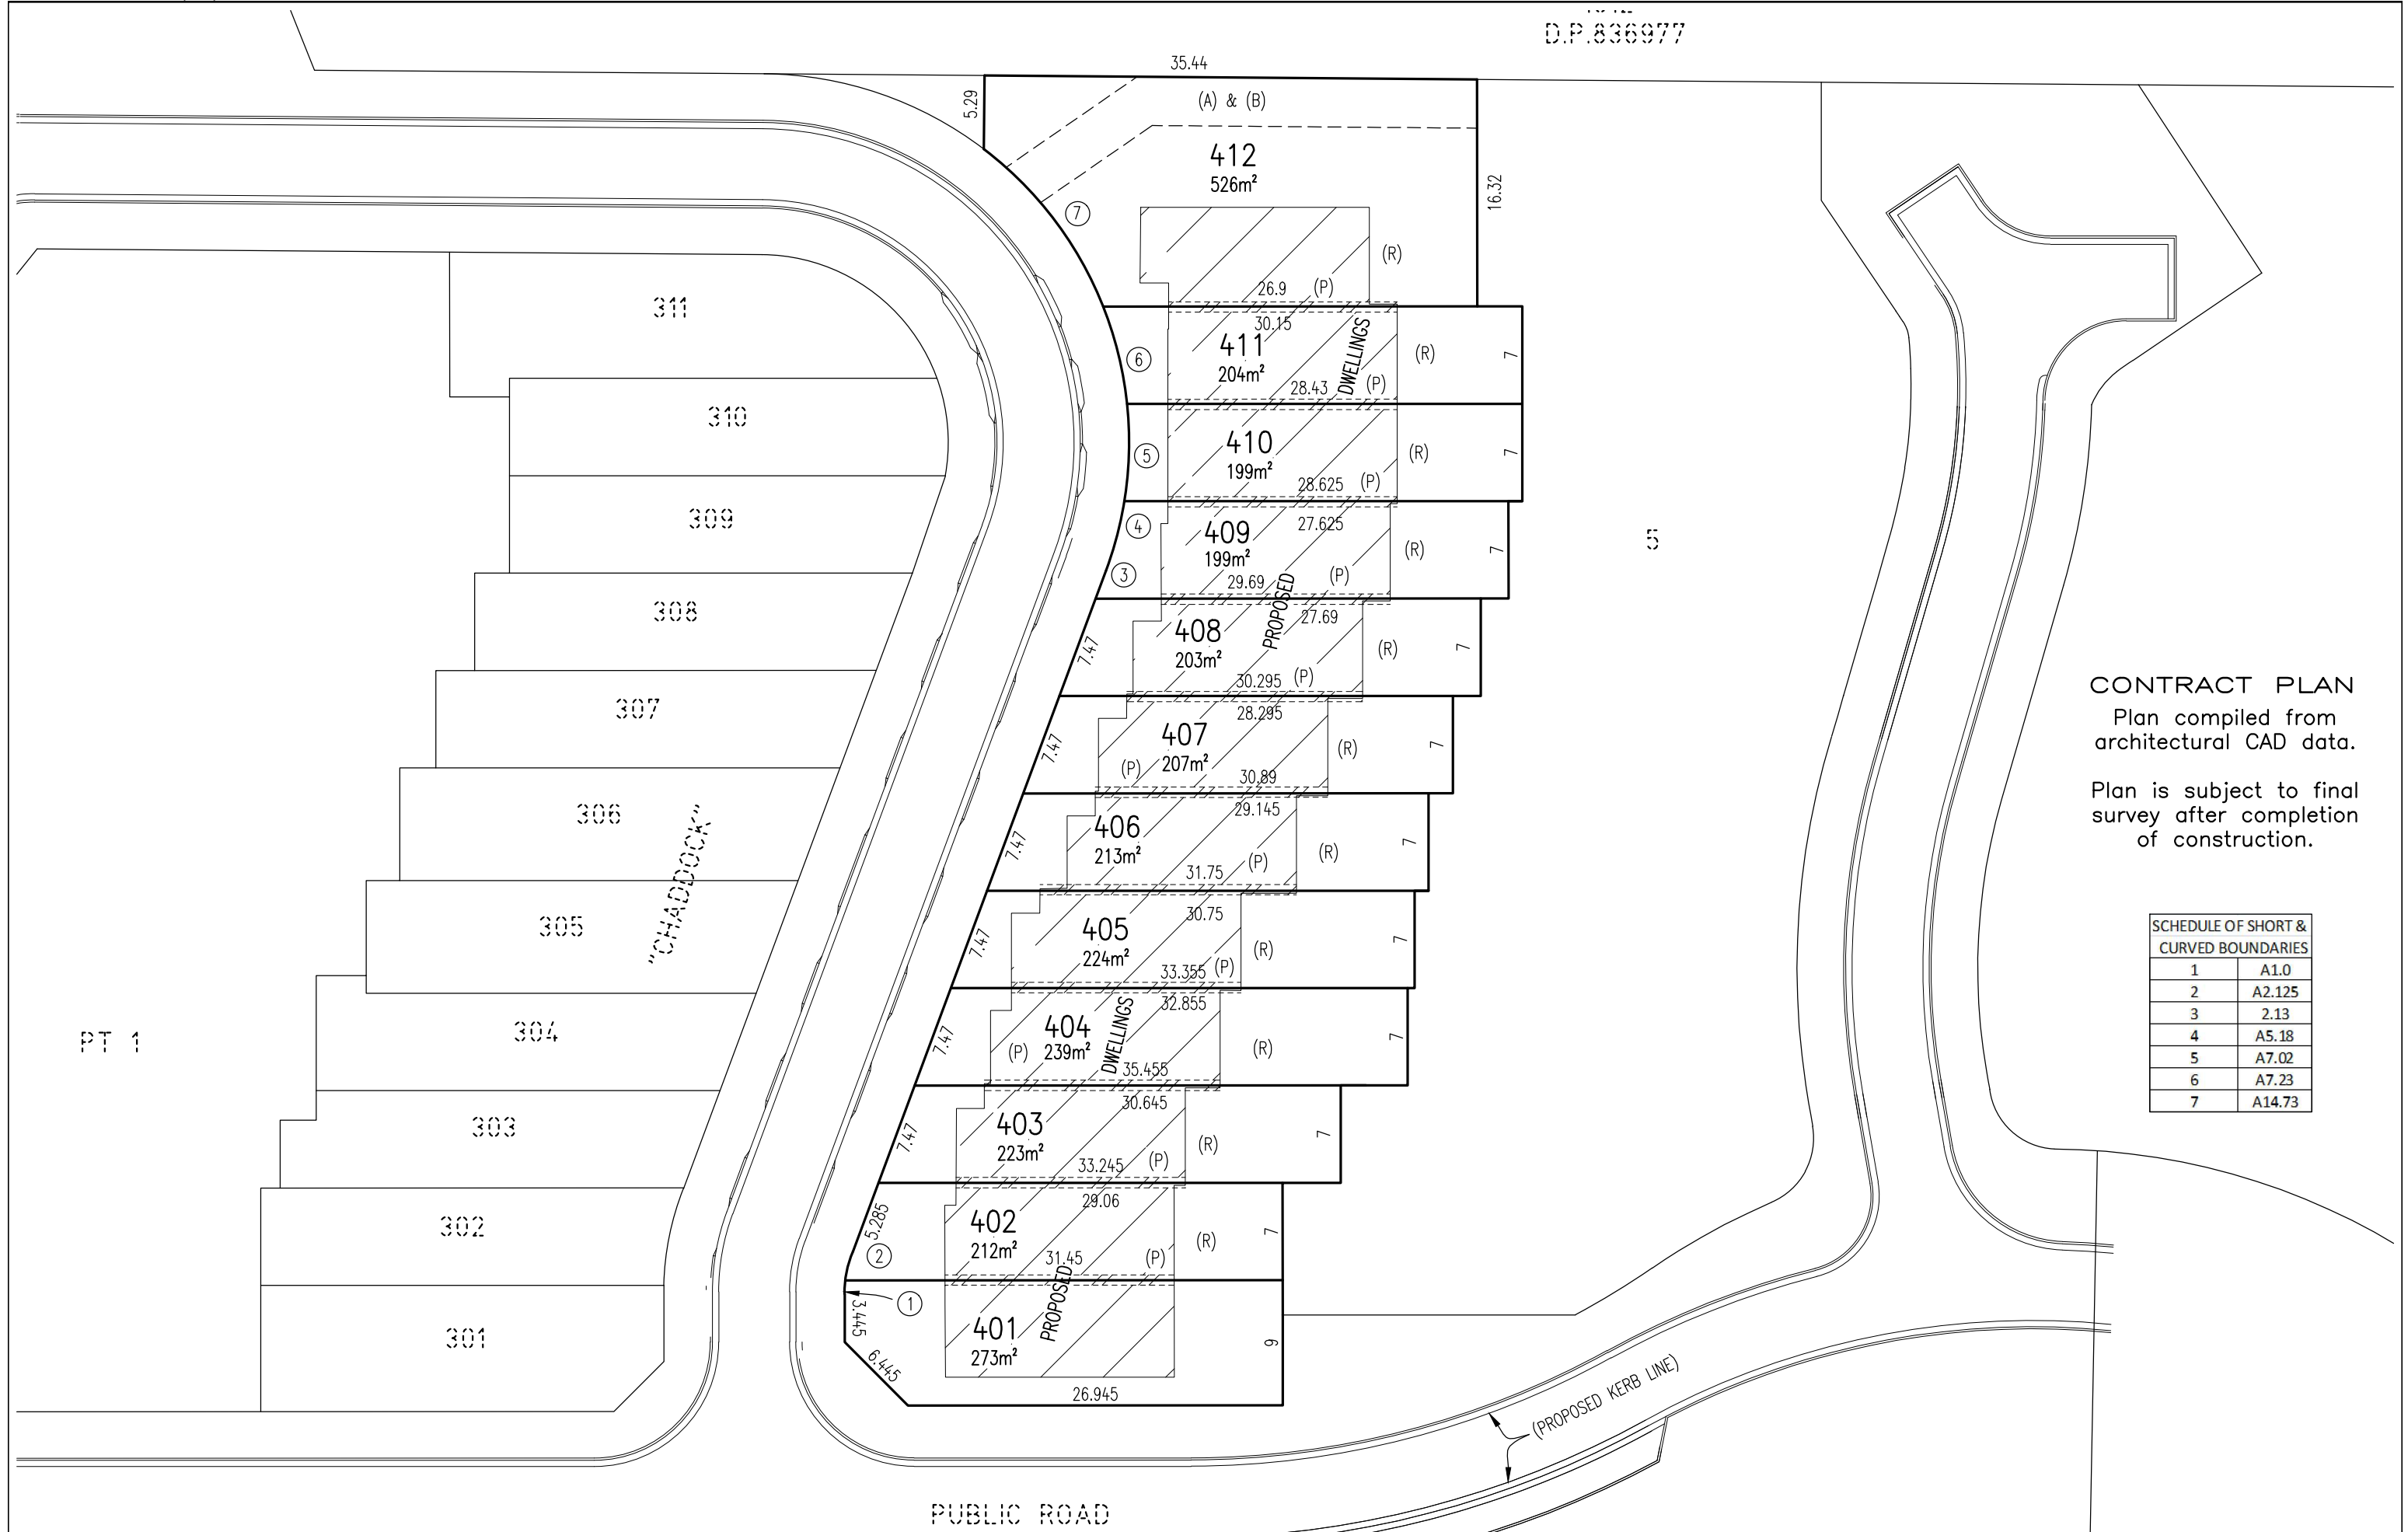 D.P.836977
35.44
5.29
(A) & (B)
412
526m²
16.32
7
(R)
26.9 (P)
311
30.15
411
204m²
DWELLINGS
(R)
7
6
28.43 (P)
310
410
199m²
(R)
7
5
28.625 (P)
309
4
409
199m²
27.625
(R)
7
5
3
29.69 (P)
308
7.47
408
203m²
27.69
PROPOSED
(R)
7
30.295 (P)
307
7.47
407
207m²
28.295
(R)
7
(P)
30.89
306
7.47
406
213m²
29.145
(R)
7
31.75 (P)
305
"CHADDOCK"
7.47
405
224m²
30.75
(R)
7
33.355 (P)
PT 1
304
7.47
404
239m²
32.855
DWELLINGS
(R)
7
(P)
35.455
303
7.47
403
223m²
30.645
(R)
7
33.245 (P)
302
5.285
402
212m²
29.06
(R)
7
2
31.45 (P)
301
1
3.445
401
273m²
PROPOSED
9
6.445
26.945
(PROPOSED KERB LINE)
PUBLIC ROAD
CONTRACT PLAN
Plan compiled from
architectural CAD data.
Plan is subject to final
survey after completion
of construction.
SCHEDULE OF SHORT &
CURVED BOUNDARIES
1 A1.0
2 A2.125
3 2.13
4 A5.18
5 A7.02
6 A7.23
7 A14.73